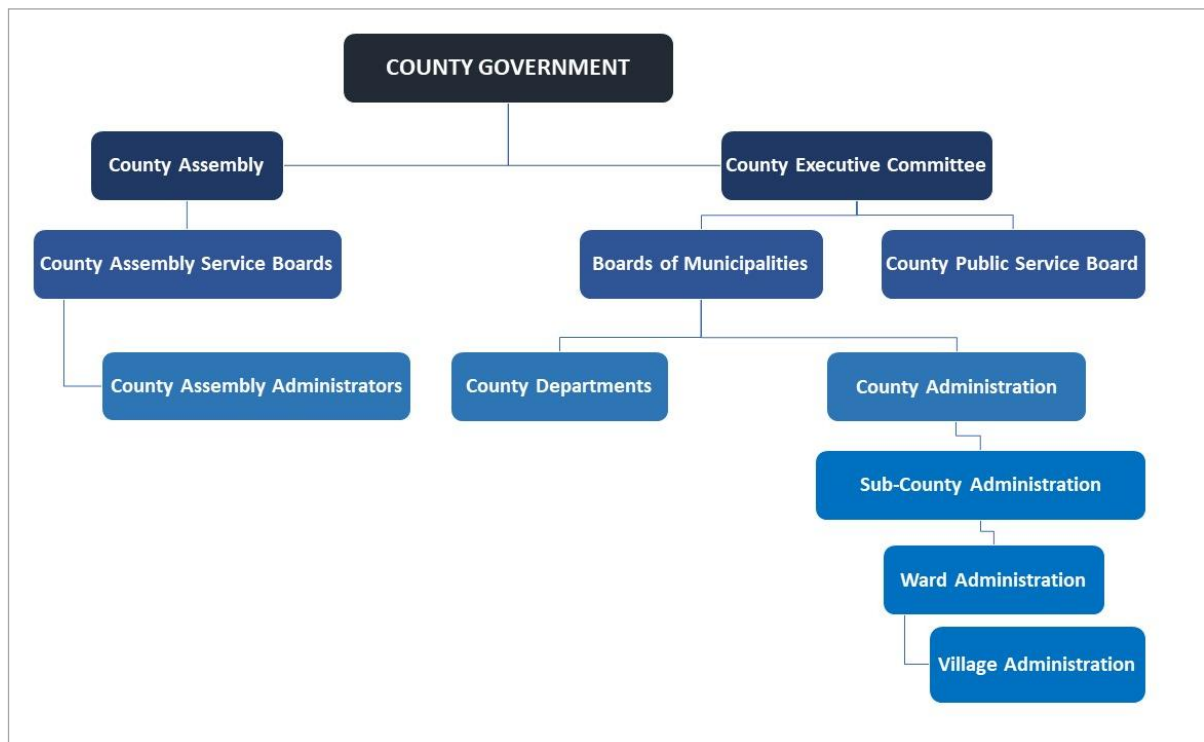 COUNTY GOVERNMENT
County Assembly
County Executive Committee
County Assembly Service Boards
Boards of Municipalities
County Public Service Board
County Assembly Administrators
County Departments
County Administration
Sub-County Administration
Ward Administration
Village Administration